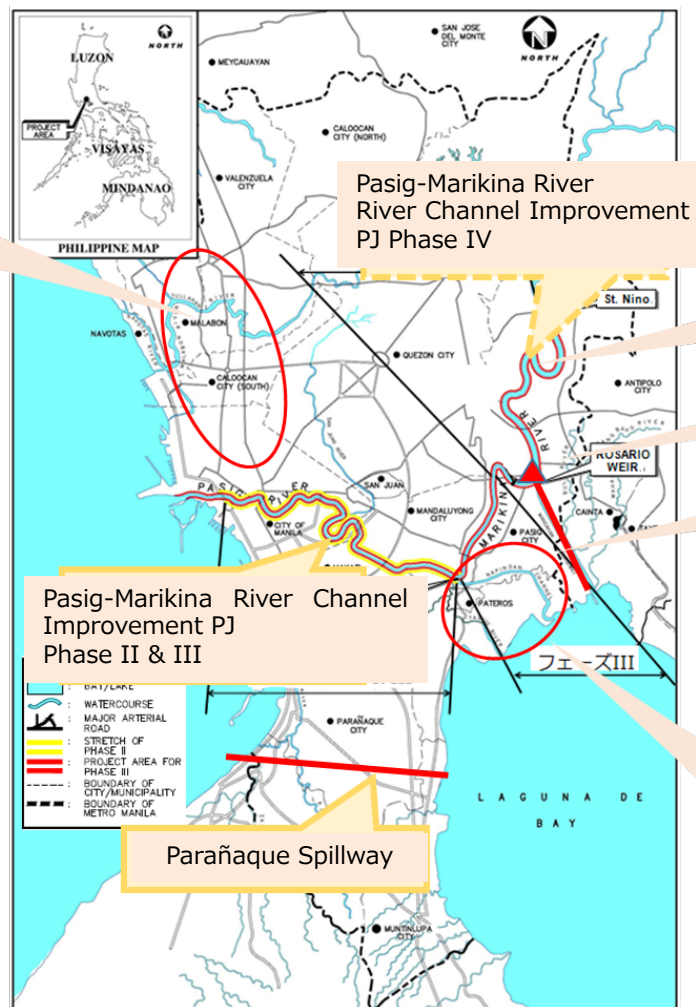 NORTH
LUZON
PROJECT
AREA
VISAYAS
MINDANAO
PHILIPPINE MAP
SAN JOSE
DEL MONTE
CITY
NORTH
MEYCAUAYAN
CALOOCAN
CITY (NORTH)
VALENZUELA
CITY
Pasig-Marikina River
River Channel Improvement
PJ Phase IV
St. Nino.
MALABON
NAVOTAS
QUEZON CITY
CALOOCAN
CITY (SOUTH)
ANTIPOLO
CITY
RIVER
ROSARIO
WEIR
PASIG RIVER
SAN JUAN
CITY OF
MANILA
MANDALUYONG
CITY
MARIKINA
PASIG
CITY
CAINTA
PATEROS
Pasig-Marikina River Channel
Improvement PJ
Phase II & III
フェーズIII
BAY/LAKE
WATERCOURSE
MAJOR ARTERIAL
ROAD
STRETCH OF
PHASE II
PROJECT AREA FOR
PHASE III
BOUNDARY OF
CITY/MUNICIPALITY
BOUNDARY OF
METRO MANILA
PARAÑAQUE
CITY
LAGUNA DE
BAY
Parañaque Spillway
MUNTINLUPA
CITY